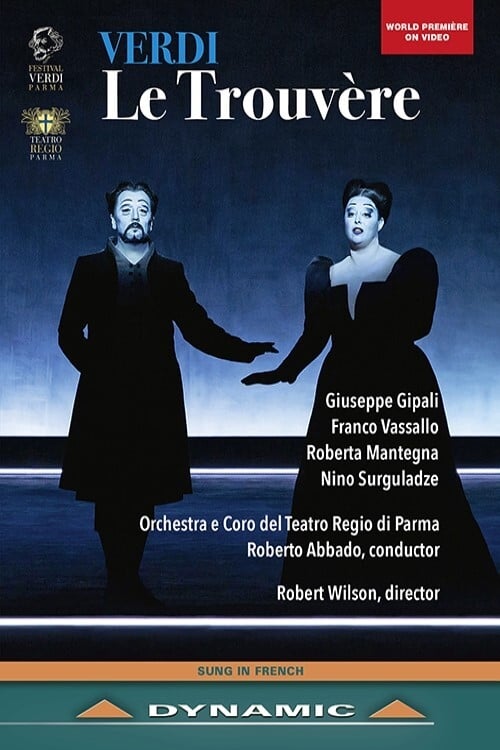 WORLD PREMIÈRE
ON VIDEO
FESTIVAL
VERDI
PARMA
TEATRO
REGIO
PARMA
VERDI
Le Trouvère
Giuseppe Gipali
Franco Vassallo
Roberta Mantegna
Nino Surguladze
Orchestra e Coro del Teatro Regio di Parma
Roberto Abbado, conductor
Robert Wilson, director
SUNG IN FRENCH
DYNAMIC